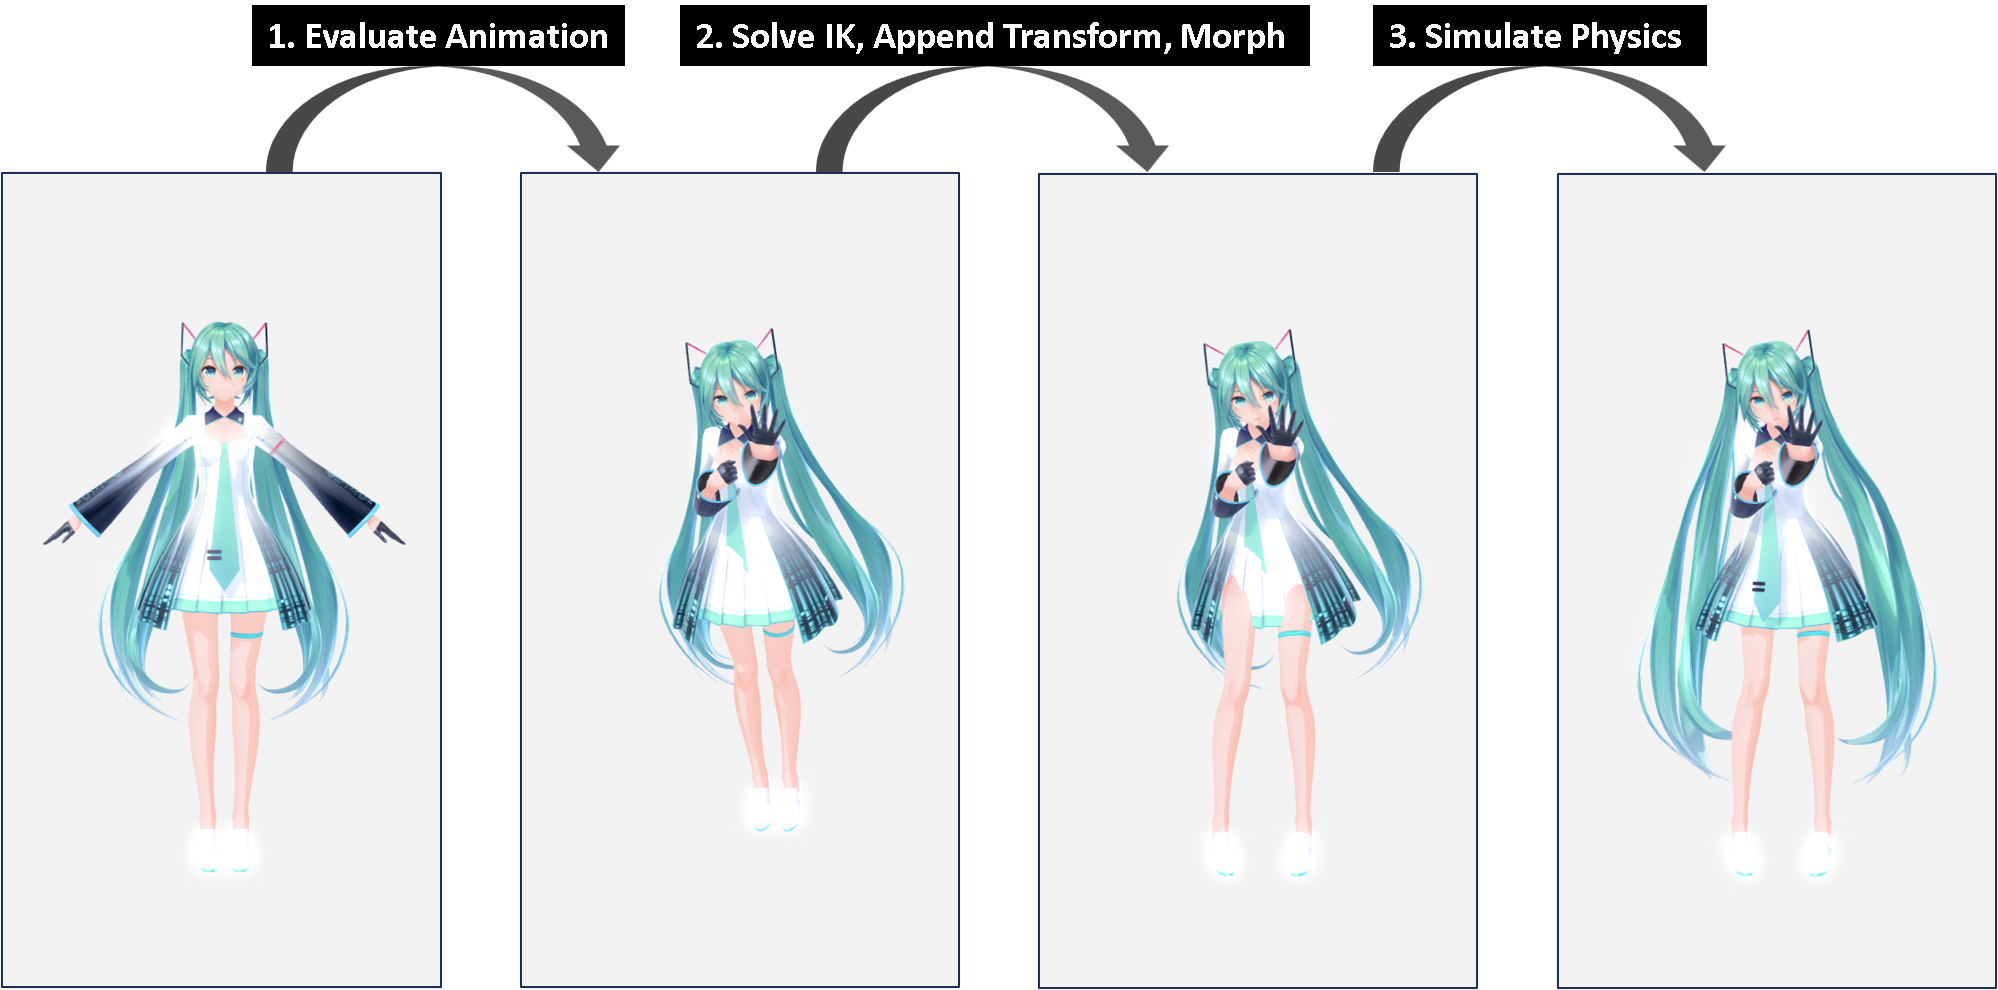 1. Evaluate Animation
2. Solve IK, Append Transform, Morph
3. Simulate Physics